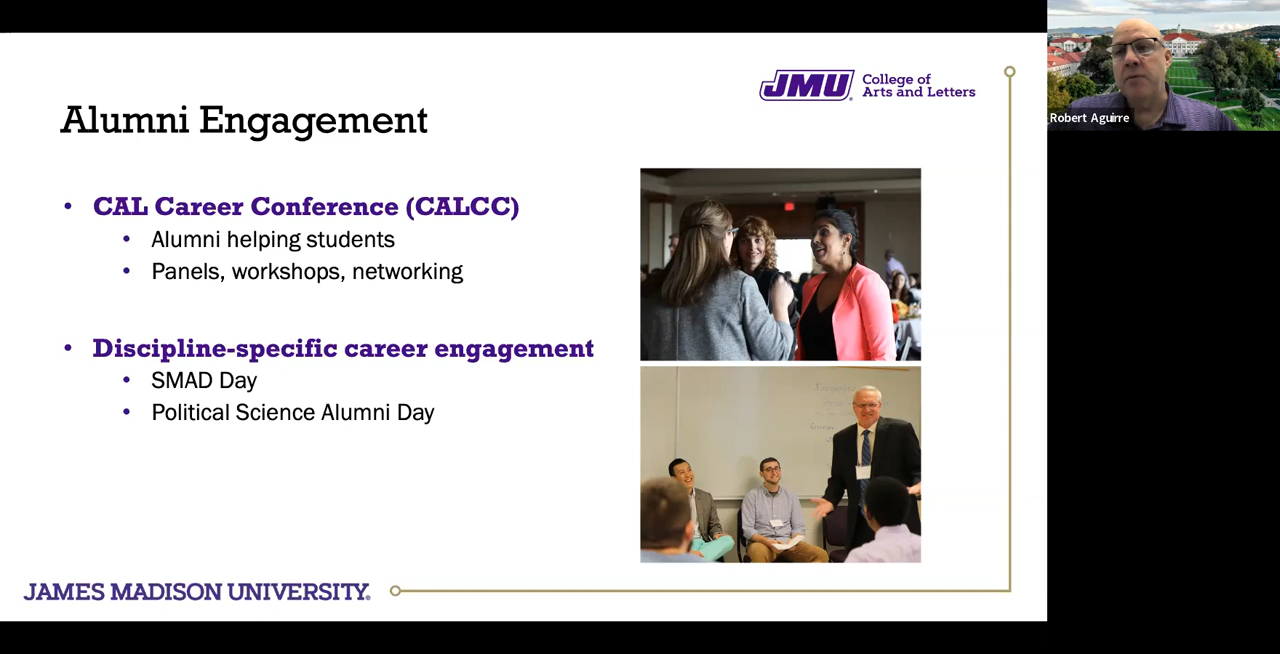 JMU College of
Arts and Letters
Alumni Engagement
• CAL Career Conference (CALCC)
• Alumni helping students
• Panels, workshops, networking
• Discipline-specific career engagement
• SMAD Day
• Political Science Alumni Day
JAMES MADISON UNIVERSITY.
Robert Aguirre